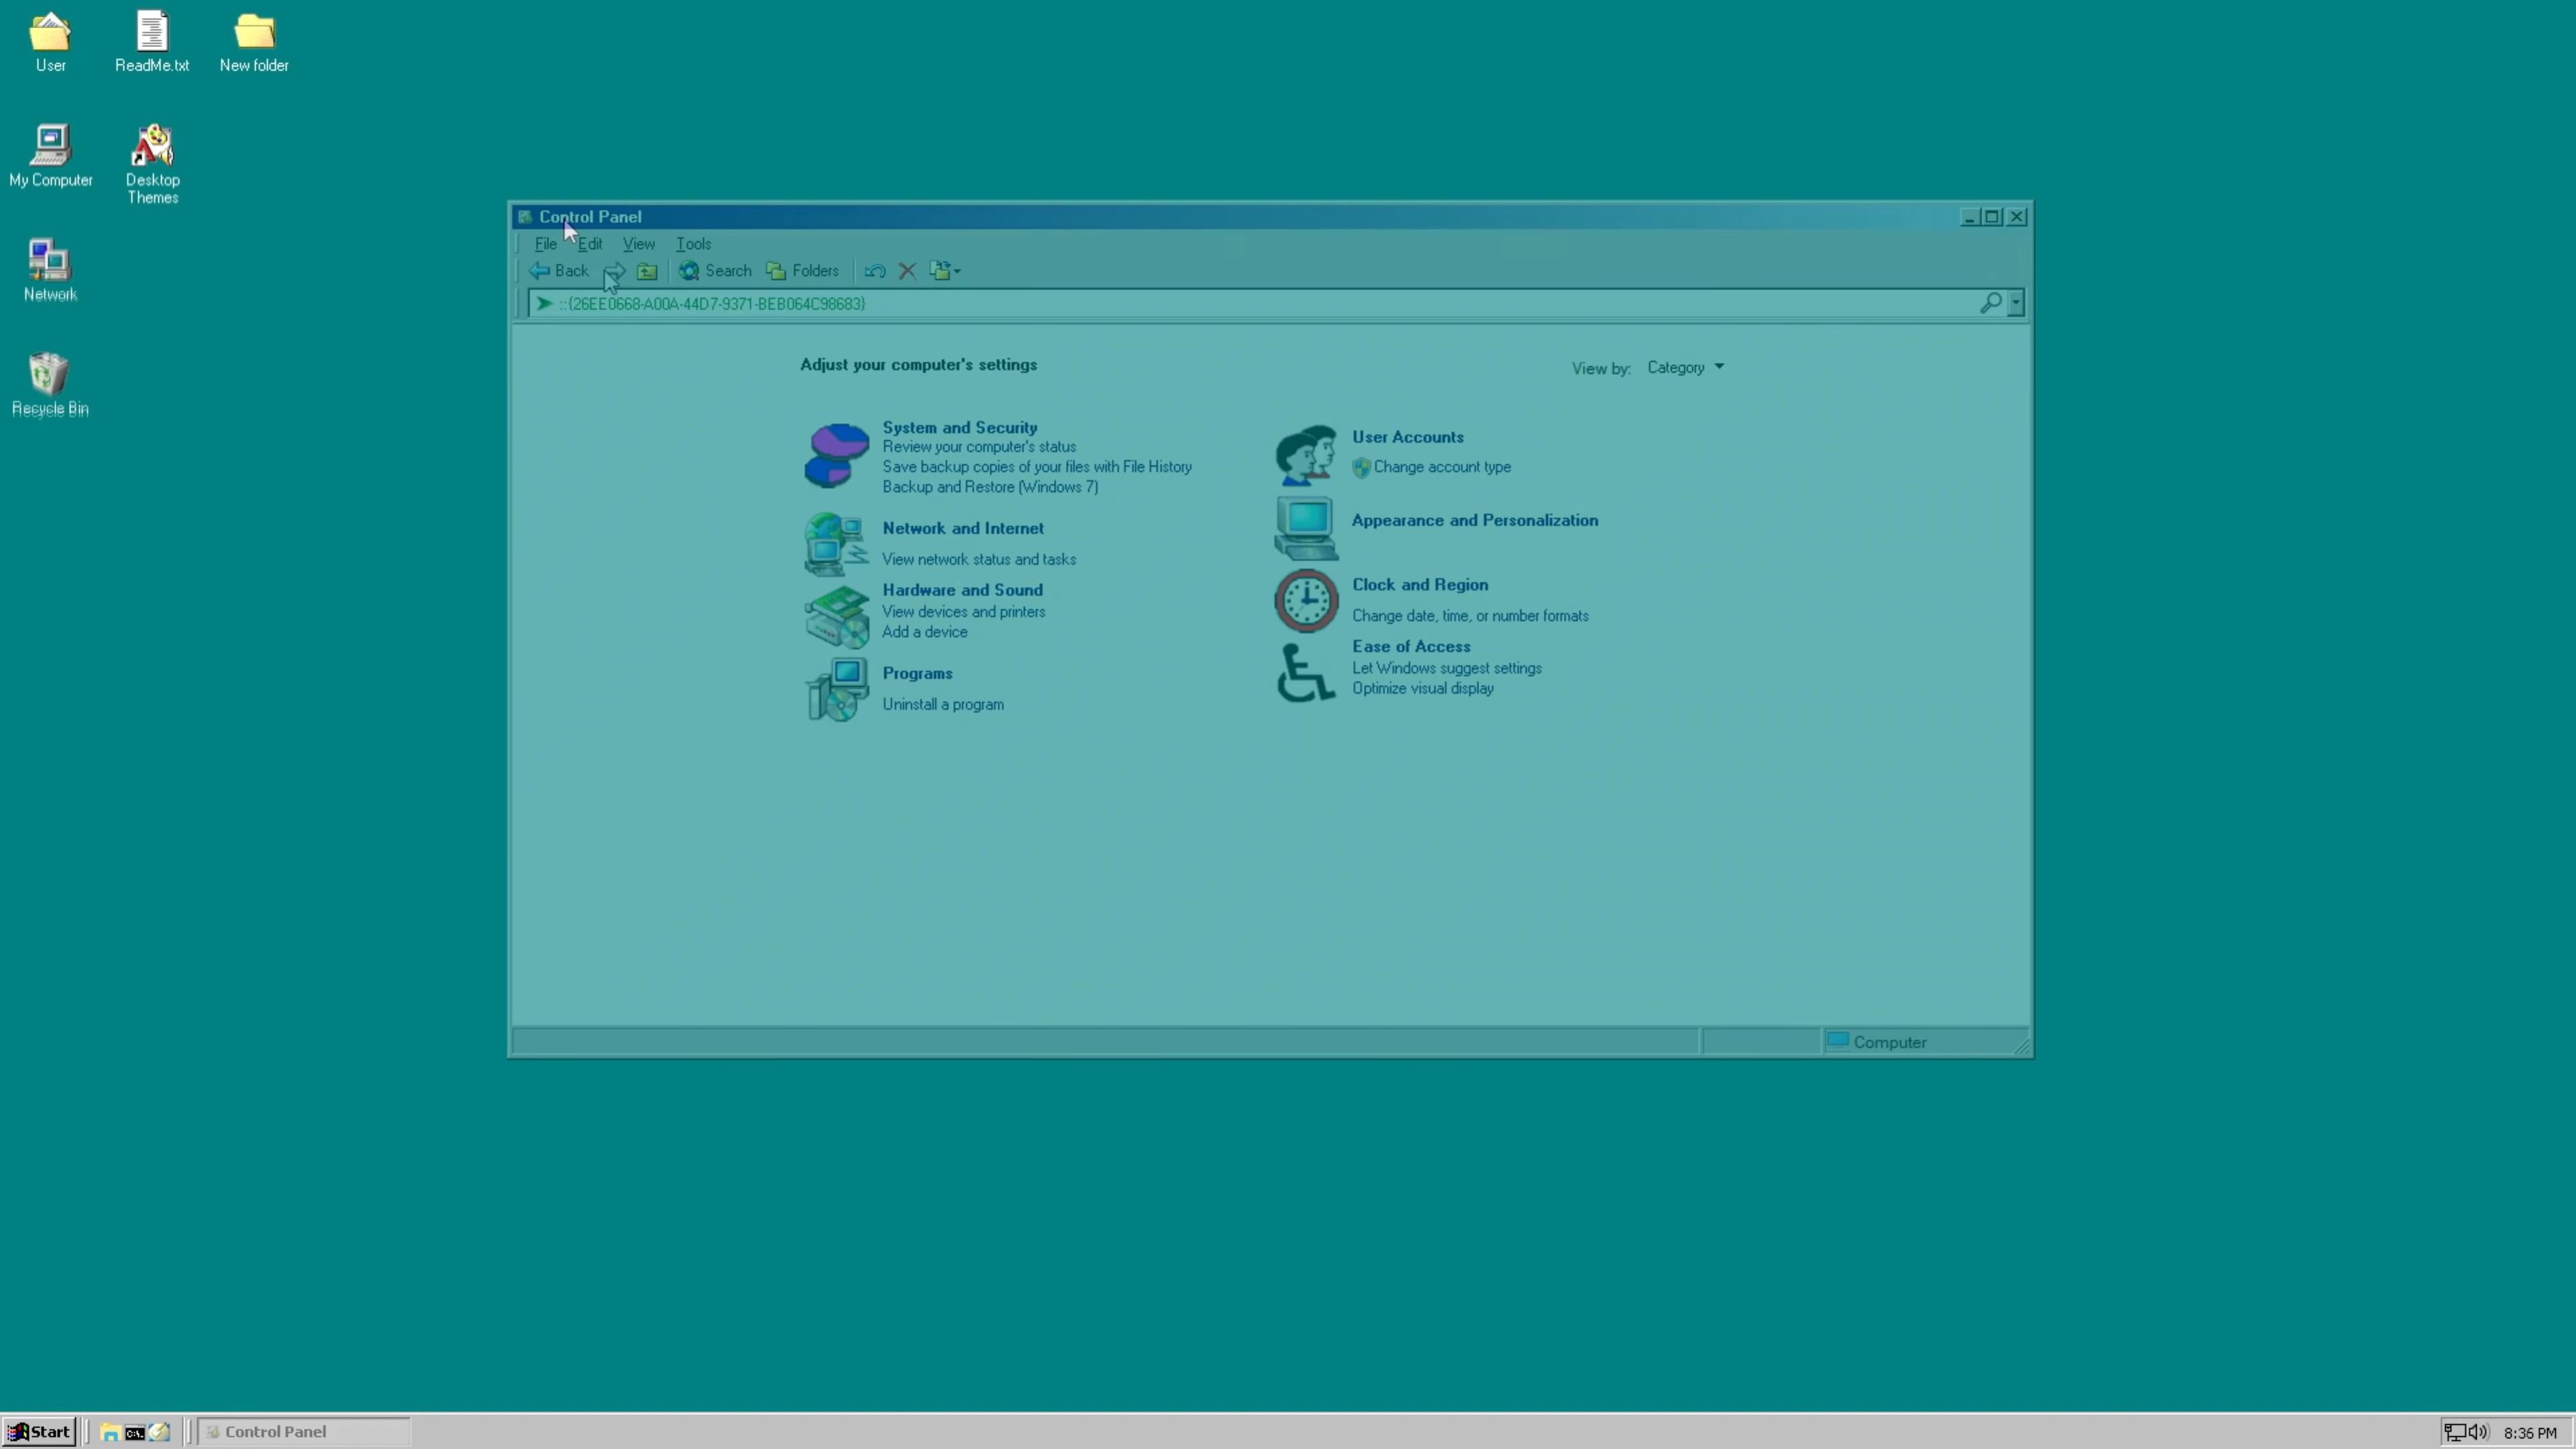 User
ReadMe.txt
New folder
My Computer
Desktop
Themes
Network
Recycle Bin
Control Panel
File Edit View Tools
Back Search Folders
::{26EE0668-A00A-44D7-9371-BEB064C98683}
Adjust your computer's settings
View by: Category
System and Security
Review your computer's status
Save backup copies of your files with File History
Backup and Restore (Windows 7)
Network and Internet
View network status and tasks
Hardware and Sound
View devices and printers
Add a device
Programs
Uninstall a program
User Accounts
Change account type
Appearance and Personalization
Clock and Region
Change date, time, or number formats
Ease of Access
Let Windows suggest settings
Optimize visual display
Computer
Start
C:\.
Control Panel
8:36 PM